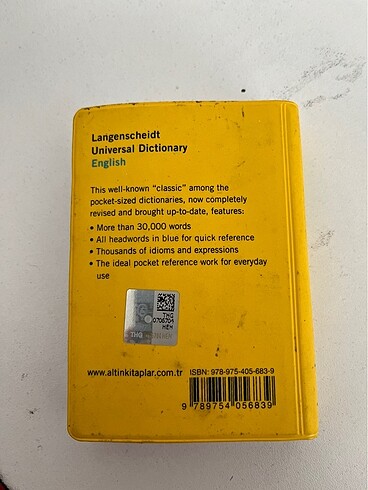 Langenscheidt
Universal Dictionary
English
This well-known "classic" among the
pocket-sized dictionaries, now completely
revised and brought up-to-date, features:
• More than 30,000 words
• All headwords in blue for quick reference
• Thousands of idioms and expressions
• The ideal pocket reference work for everyday
use
www.altinkitaplar.com.tr
ISBN: 978-975-405-683-9
9 789754 056839